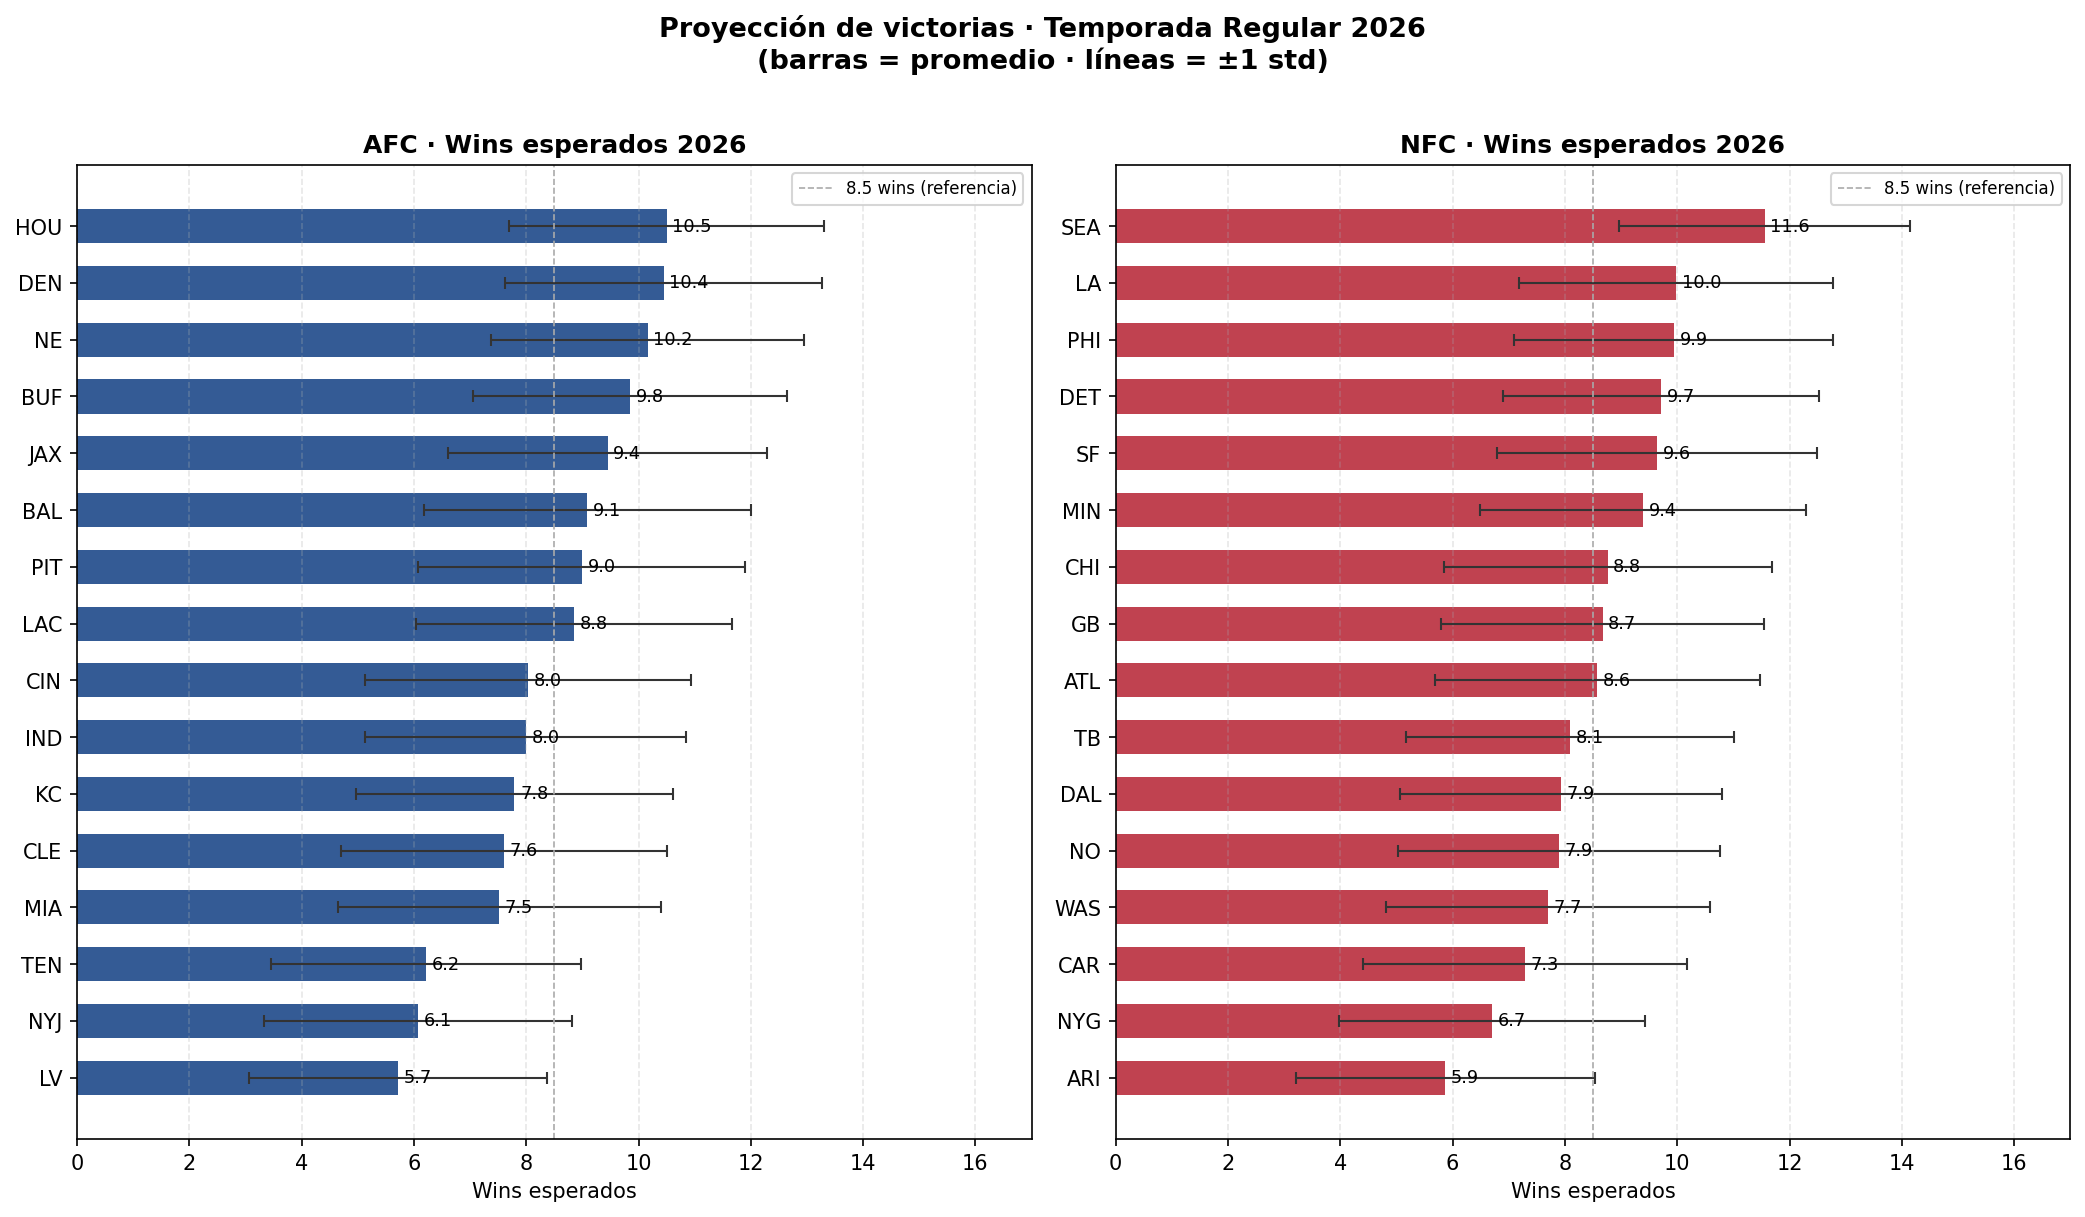 Proyección de victorias · Temporada Regular 2026
(barras = promedio · líneas = ±1 std)
AFC · Wins esperados 2026
8.5 wins (referencia)
HOU 10.5
DEN 10.4
NE 10.2
BUF 9.8
JAX 9.4
BAL 9.1
PIT 9.0
LAC 8.8
CIN 8.0
IND 8.0
KC 7.8
CLE 7.6
MIA 7.5
TEN 6.2
NYJ 6.1
LV 5.7
0 2 4 6 8 10 12 14 16
Wins esperados
NFC · Wins esperados 2026
8.5 wins (referencia)
SEA 11.6
LA 10.0
PHI 9.9
DET 9.7
SF 9.6
MIN 9.4
CHI 8.8
GB 8.7
ATL 8.6
TB 8.1
DAL 7.9
NO 7.9
WAS 7.7
CAR 7.3
NYG 6.7
ARI 5.9
0 2 4 6 8 10 12 14 16
Wins esperados